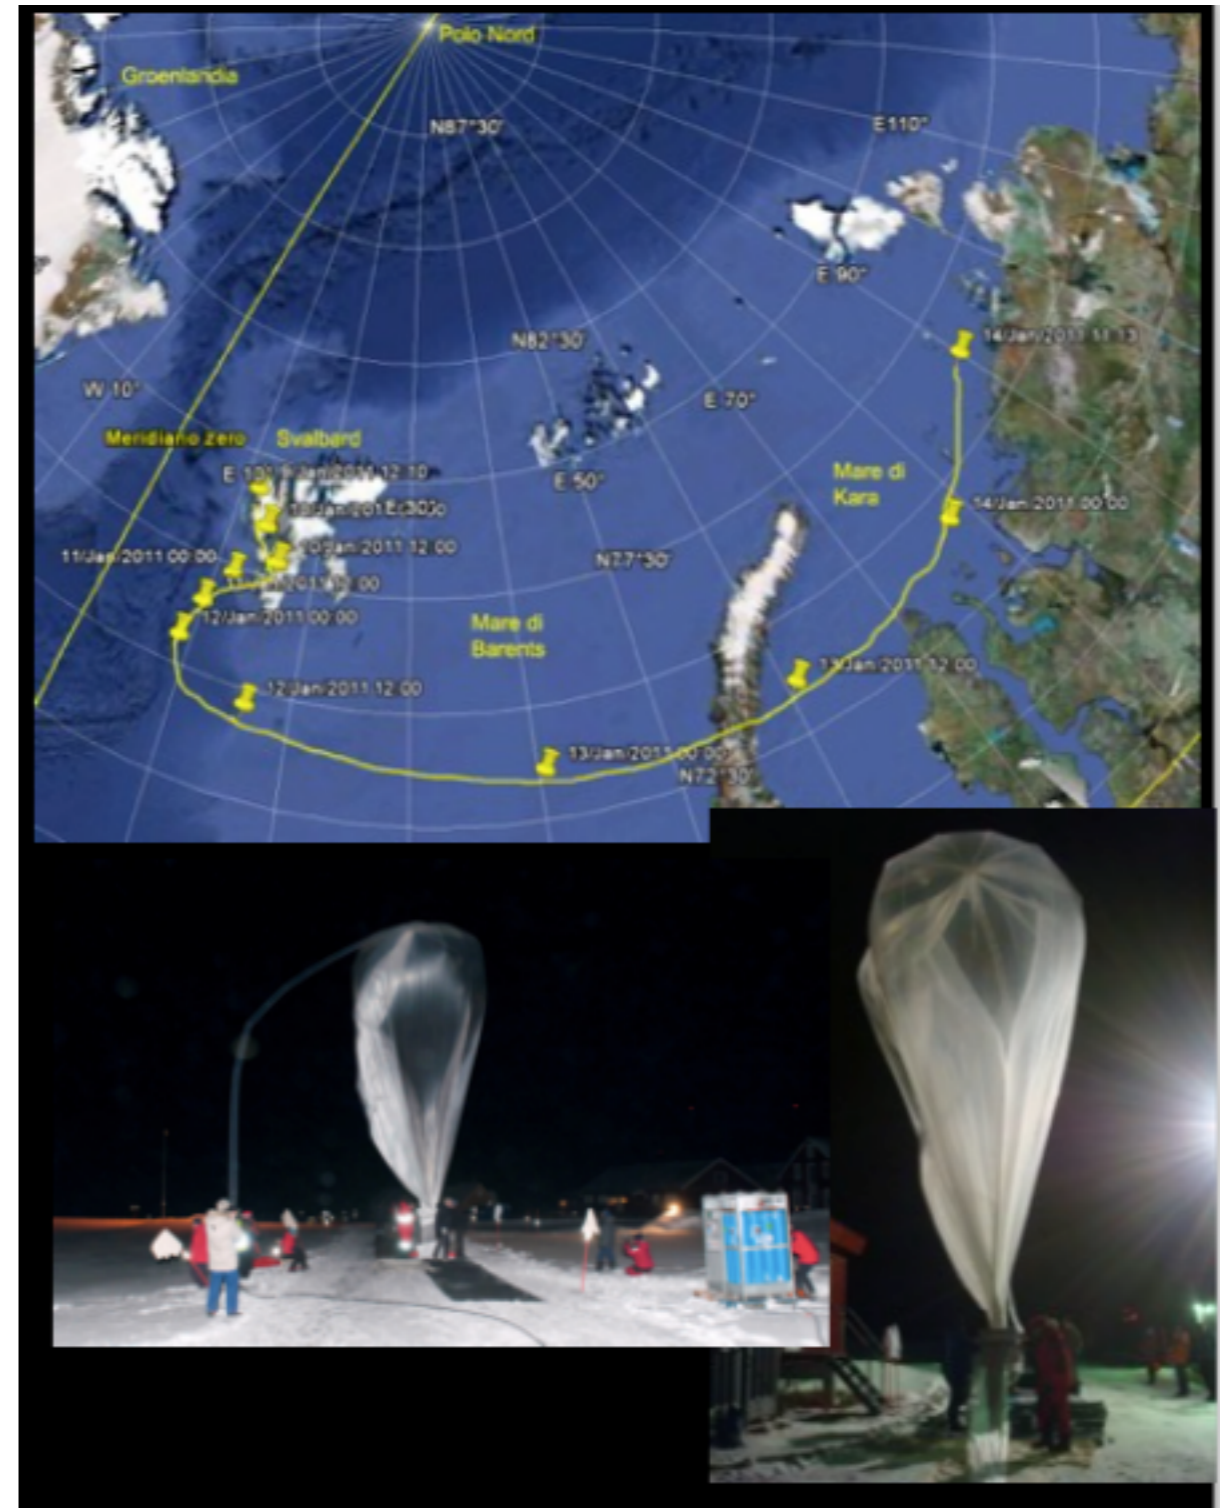 Polo Nord
Groenlandia
N87°30'
E110°
E 90°
14/Jan/2011 11:13
N82°30'
W 10°
E 70°
Meridiano zero
Svalbard
E 50°
Mare di
Kara
14/Jan/2011 00:00
11/Jan/2011 00:00
10/Jan/2011 12:00
N77°30'
12/Jan/2011 00:00
Mare di
Barents
13/Jan/2011 12:00
12/Jan/2011 12:00
13/Jan/2011 00:00
N72°30'